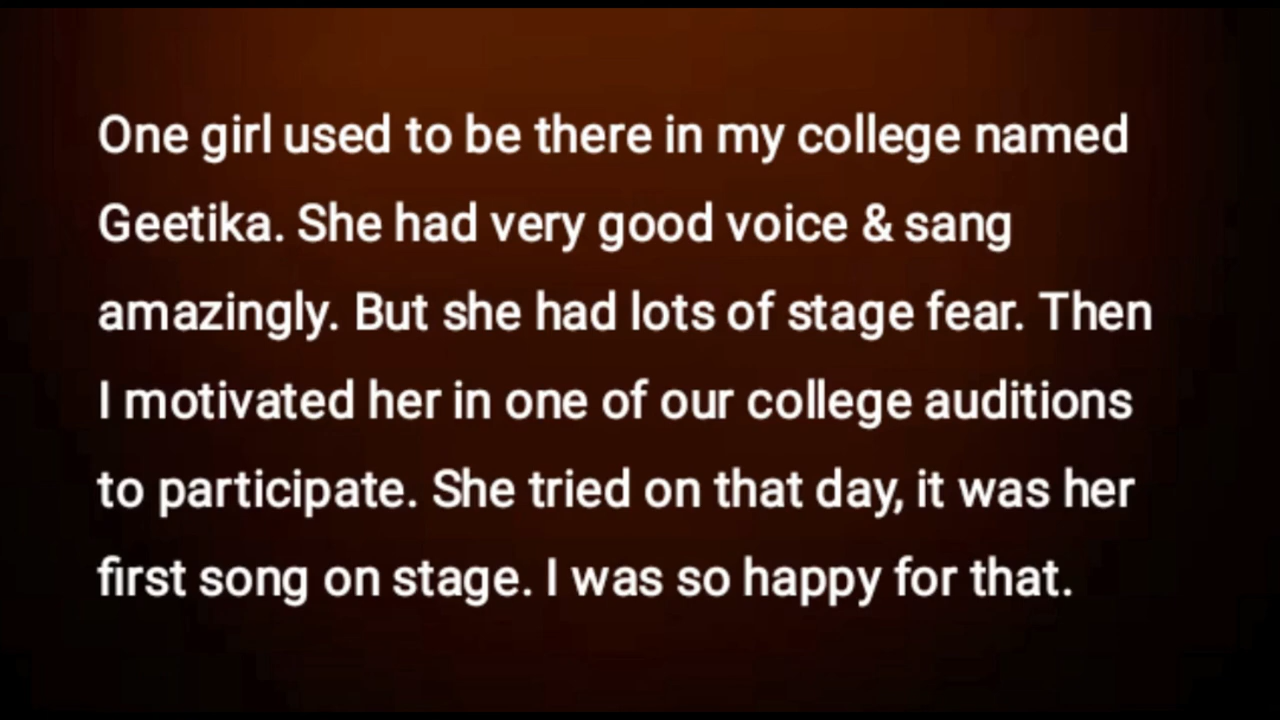 One girl used to be there in my college named
Geetika. She had very good voice & sang
amazingly. But she had lots of stage fear. Then
I motivated her in one of our college auditions
to participate. She tried on that day, it was her
first song on stage. I was so happy for that.